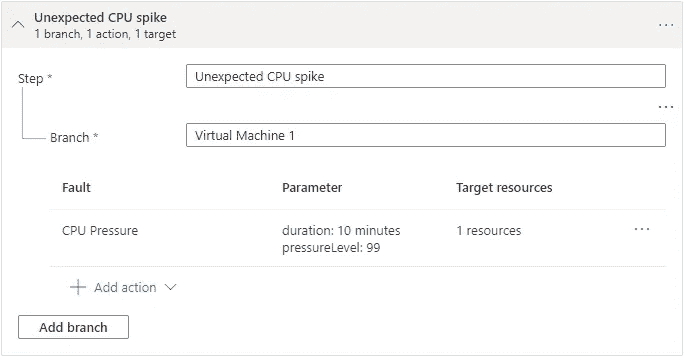 Unexpected CPU spike
1 branch, 1 action, 1 target
Step *
Unexpected CPU spike
Branch *
Virtual Machine 1
Fault Parameter Target resources
CPU Pressure duration: 10 minutes 1 resources
pressureLevel: 99
Add action
Add branch